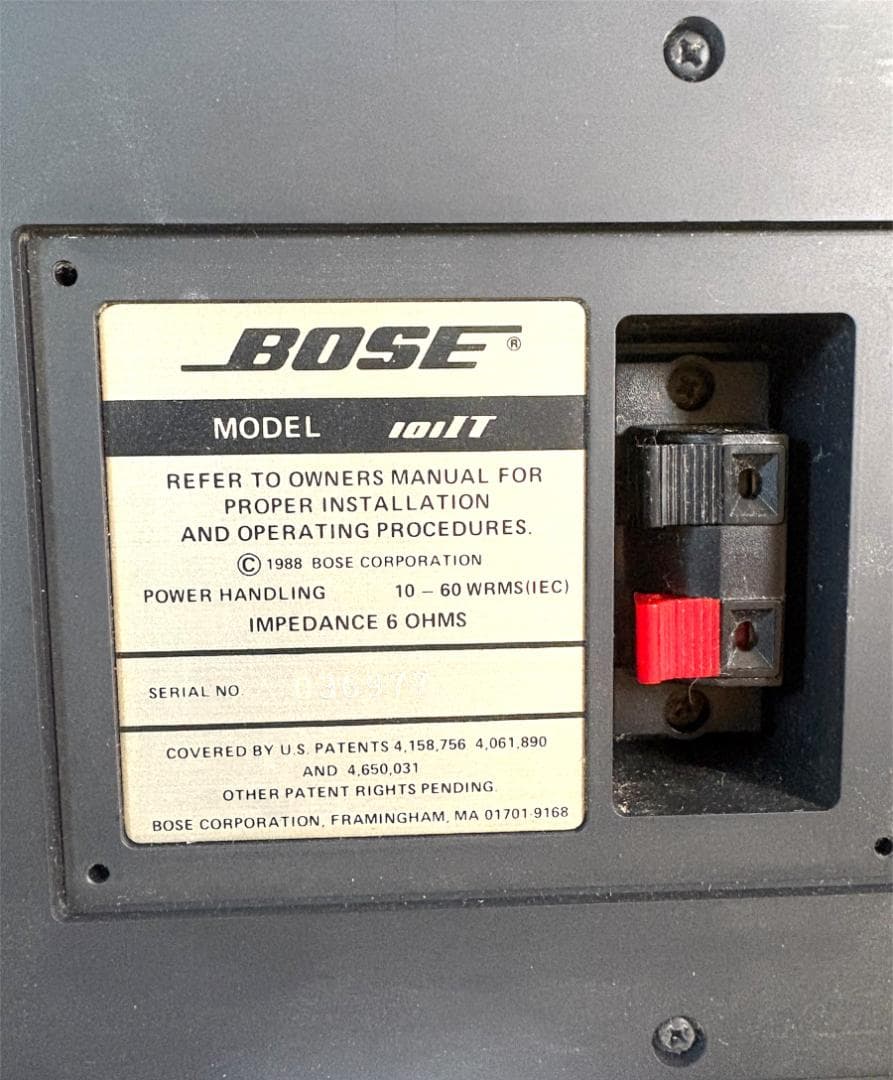 BOSE®
MODEL 101IT
REFER TO OWNERS MANUAL FOR
PROPER INSTALLATION
AND OPERATING PROCEDURES.
© 1988 BOSE CORPORATION
POWER HANDLING 10 – 60 WRMS(IEC)
IMPEDANCE 6 OHMS
SERIAL NO.
COVERED BY U.S. PATENTS 4,158,756 4,061,890
AND 4,650,031
OTHER PATENT RIGHTS PENDING.
BOSE CORPORATION, FRAMINGHAM, MA 01701-9168